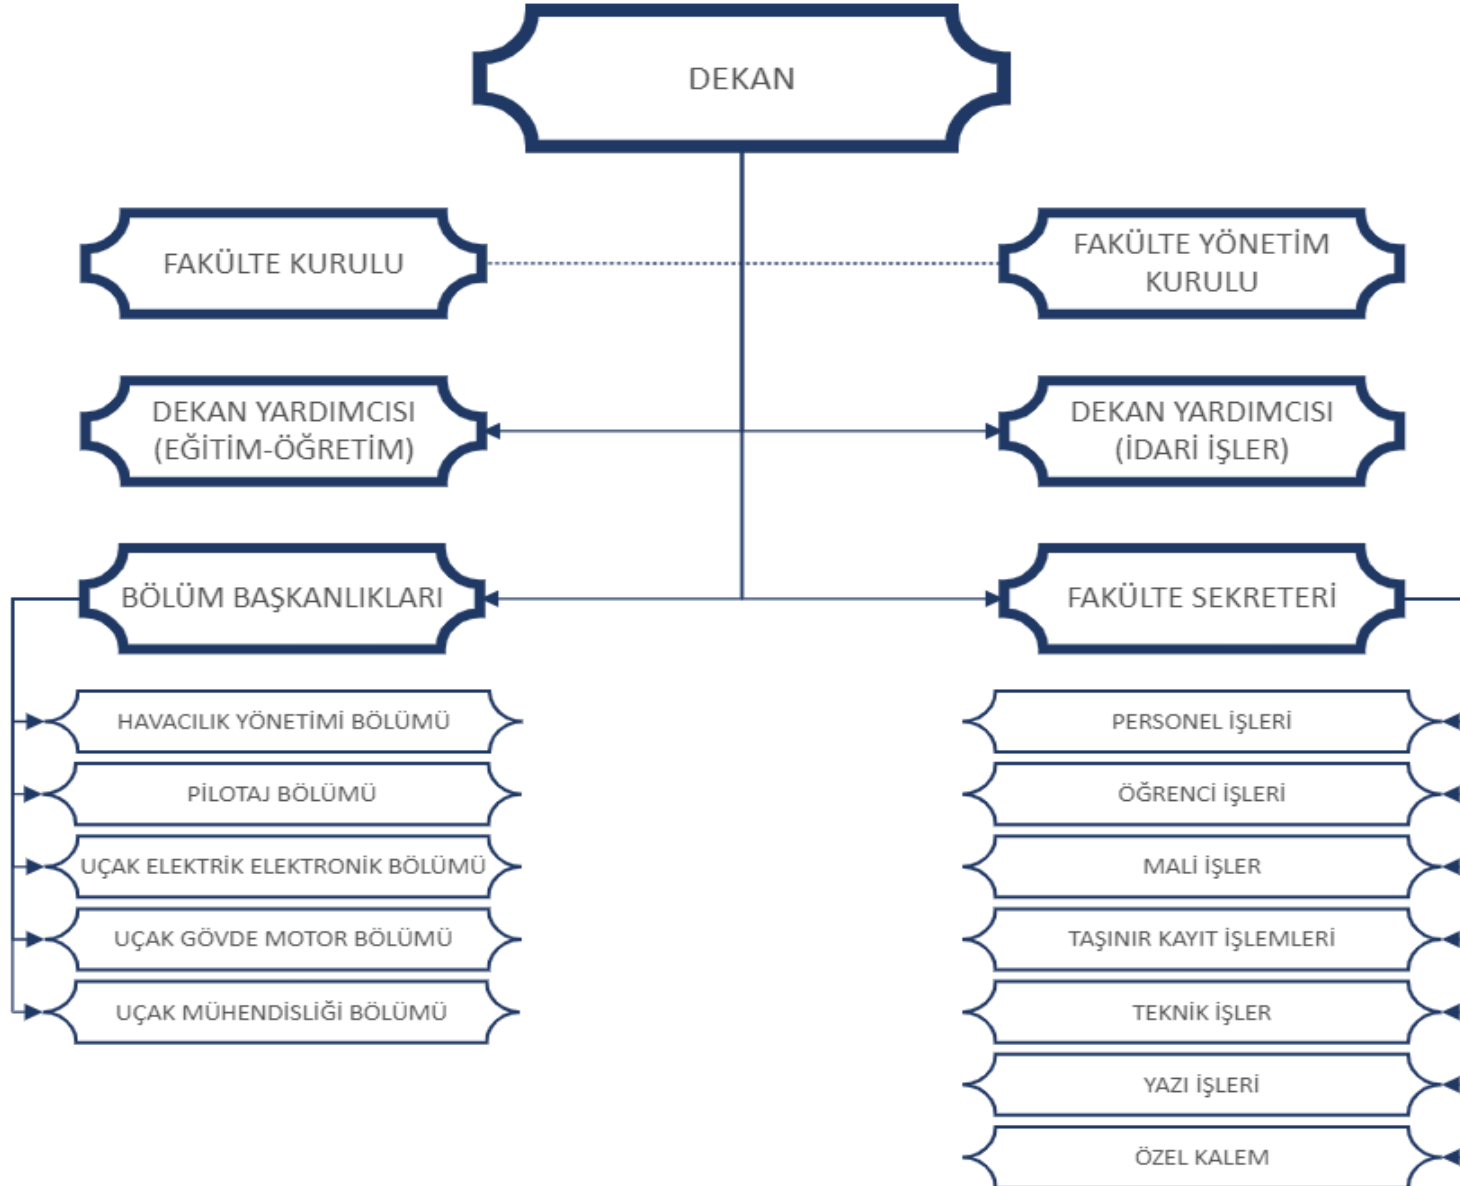 DEKAN
FAKÜLTE KURULU
FAKÜLTE YÖNETİM
KURULU
DEKAN YARDIMCISI
(EĞİTİM-ÖĞRETİM)
DEKAN YARDIMCISI
(İDARİ İŞLER)
BÖLÜM BAŞKANLIKLARI
FAKÜLTE SEKRETERİ
HAVACILIK YÖNETİMİ BÖLÜMÜ
PİLOTAJ BÖLÜMÜ
UÇAK ELEKTRİK ELEKTRONİK BÖLÜMÜ
UÇAK GÖVDE MOTOR BÖLÜMÜ
UÇAK MÜHENDİSLİĞİ BÖLÜMÜ
PERSONEL İŞLERİ
ÖĞRENCİ İŞLERİ
MALİ İŞLER
TAŞINIR KAYIT İŞLEMLERİ
TEKNİK İŞLER
YAZI İŞLERİ
ÖZEL KALEM